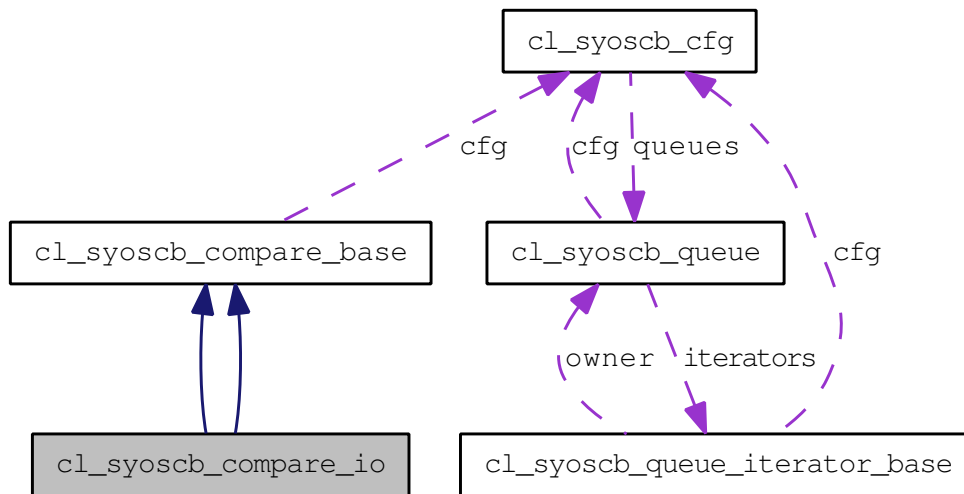 cl_syoscb_cfg
cfg
cfg
queues
cl_syoscb_compare_base
cl_syoscb_queue
cfg
owner
iterators
cl_syoscb_compare_io
cl_syoscb_queue_iterator_base